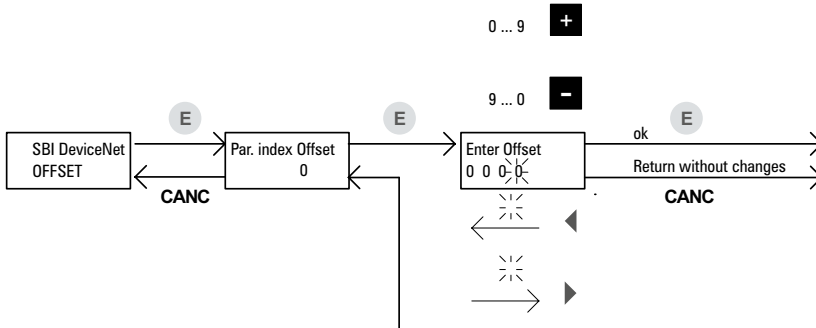 0 ... 9 +
9 ... 0 -
E E E
SBI DeviceNet
OFFSET
Par. index Offset
0
Enter Offset
0 0 0 0
ok
Return without changes
CANC
CANC